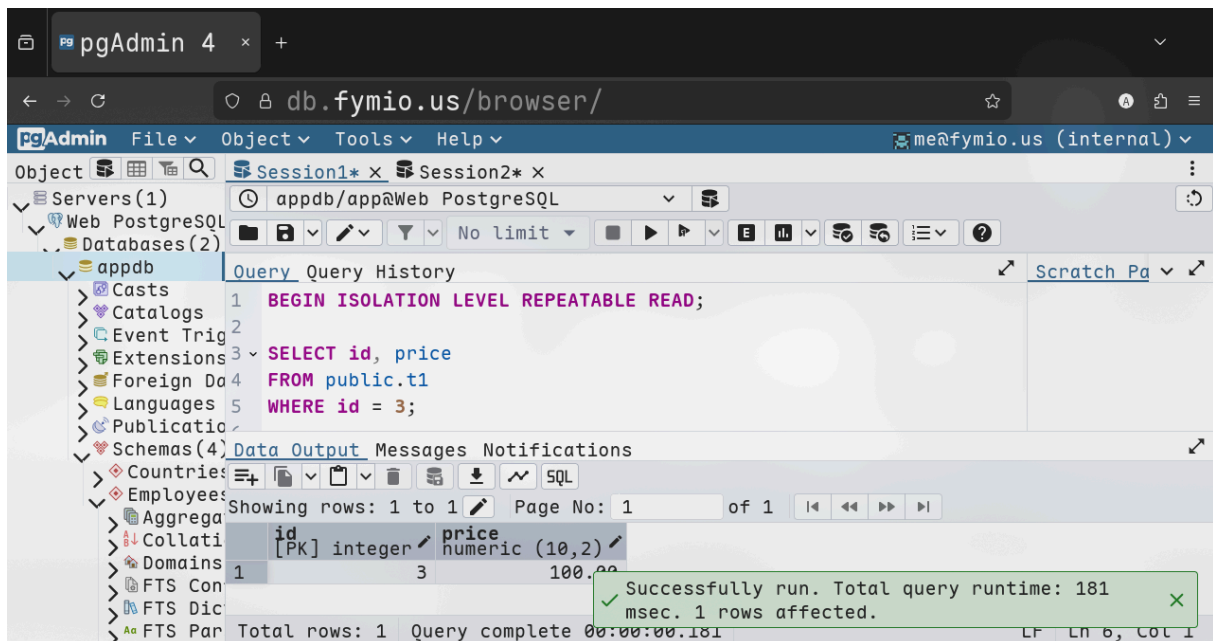 pgAdmin 4 × +
db.fymio.us/browser/
pgAdmin File Object Tools Help me@fymio.us (internal)
Object Session1* × Session2* ×
Servers(1)
appdb/app@Web PostgreSQL
Web PostgreSQL
No limit
Databases(2)
appdb
Query Query History
Scratch Pa
Casts
1 BEGIN ISOLATION LEVEL REPEATABLE READ;
Catalogs
2
Event Trig
3 SELECT id, price
Extensions
4 FROM public.t1
Foreign Da
5 WHERE id = 3;
Languages
Publicatio
Schemas(4)
Data Output Messages Notifications
Countries
SQL
Employees
Showing rows: 1 to 1 Page No: 1 of 1
Aggrega
id price
[PK] integer numeric (10,2)
Collati
Domains
1 3 100.00
FTS Con
Successfully run. Total query runtime: 181
msec. 1 rows affected.
FTS Dic
FTS Par
Total rows: 1 Query complete 00:00:00.181 LF Ln 6, Col 1